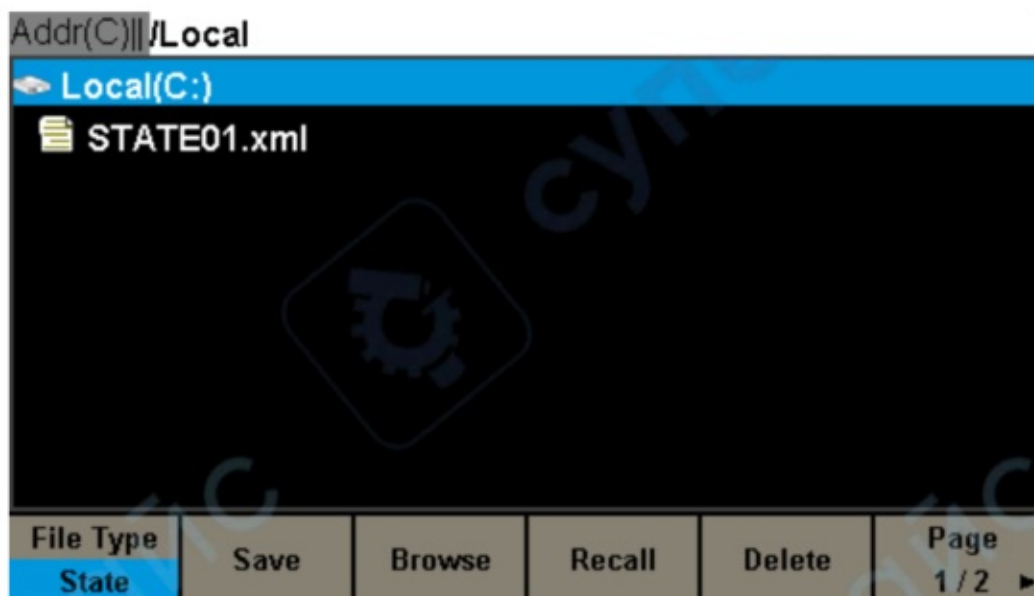 Addr(C)|| /Local
Local(C:)
STATE01.xml
File Type
State
Save
Browse
Recall
Delete
Page
1 / 2 ►